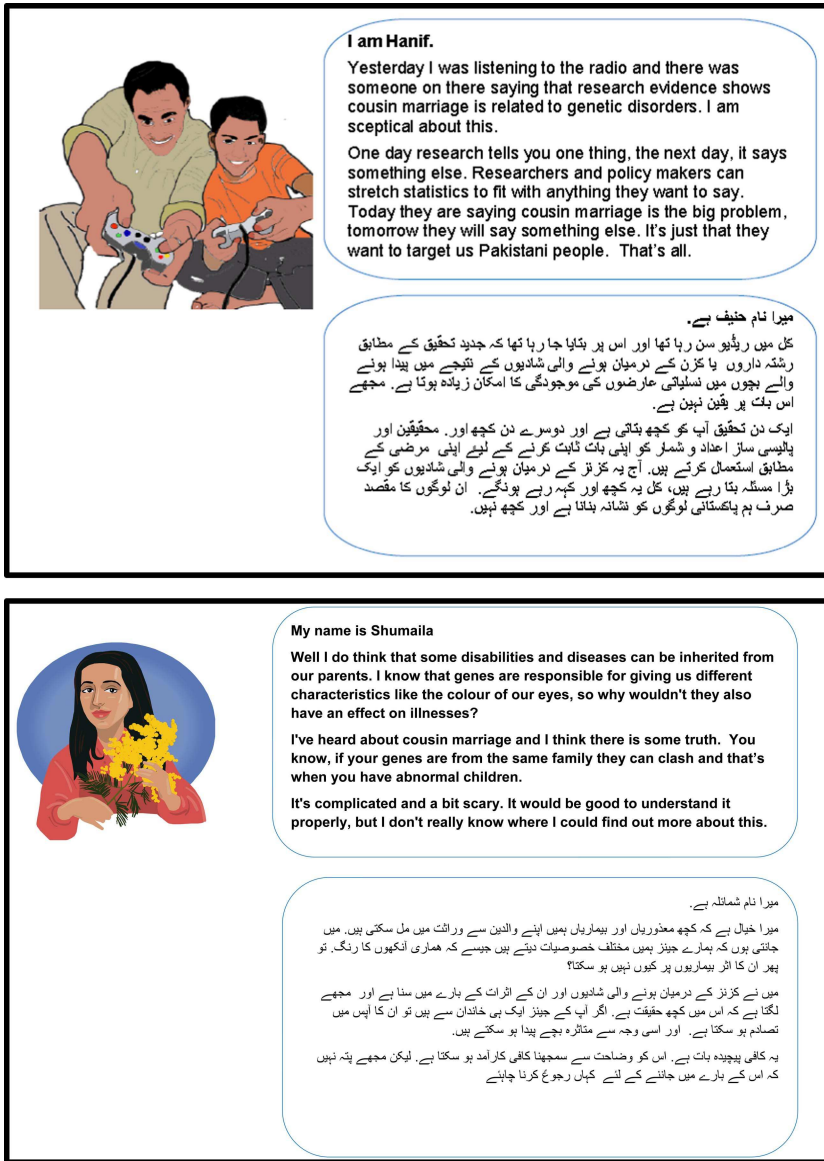 I am Hanif.
Yesterday I was listening to the radio and there was
someone on there saying that research evidence shows
cousin marriage is related to genetic disorders. I am
sceptical about this.
One day research tells you one thing, the next day, it says
something else. Researchers and policy makers can
stretch statistics to fit with anything they want to say.
Today they are saying cousin marriage is the big problem,
tomorrow they will say something else. It's just that they
want to target us Pakistani people.  That's all.
میرا نام حنیف ہے.
کل میں ریڈیو سن رہا تھا اور اس پر بتایا جا رہا تھا کہ جدید تحقیق کے مطابق
رشتہ داروں  یا کزن کے درمیان ہونے والی شادیوں کے نتیجے میں پیدا ہونے
والے بچوں میں نسلیاتی عارضوں کی موجودگی کا امکان زیادہ ہوتا ہے. مجھے
اس بات پر یقین نہین ہے.
ایک دن تحقیق آپ کو کچھ بتاتی ہے اور دوسرے دن کچھ اور. محقیقین اور
پالیسی ساز اعداد و شمار کو اپنی بات ثابت کرنے کے لیئے اپنی  مرضی کے
مطابق استعمال کرتے ہیں. آج یہ کزنز کے درمیان ہونے والی شادیوں کو ایک
بڑا مسئلہ بتا رہے ہیں، کل یہ کچھ اور کہہ رہے ہونگے.  ان لوگوں کا مقصد
صرف ہم پاکستانی لوگوں کو نشانہ بنانا ہے اور کچھ نہیں.
My name is Shumaila
Well I do think that some disabilities and diseases can be inherited from
our parents. I know that genes are responsible for giving us different
characteristics like the colour of our eyes, so why wouldn't they also
have an effect on illnesses?
I've heard about cousin marriage and I think there is some truth.  You
know, if your genes are from the same family they can clash and that's
when you have abnormal children.
It's complicated and a bit scary. It would be good to understand it
properly, but I don't really know where I could find out more about this.
میرا نام شمائلہ ہے.
میرا خیال ہے کہ کچھ معذوریاں اور بیماریاں ہمیں اپنے والدین سے وراثت میں مل سکتی ہیں. میں
جانتی ہوں کہ ہمارے جینز ہمیں مختلف خصوصیات دیتے ہیں جیسے کہ ھماری آنکھوں کا رنگ. تو
پھر ان کا اثر بیماریوں پر کیوں نہیں ہو سکتا؟
میں نے کزنز کے درمیان ہونے والی شادیوں اور ان کے اثرات کے بارے میں سنا ہے اور  مجھے
لگتا ہے کہ اس میں کچھ حقیقت ہے. اگر آپ کے جینز ایک ہی خاندان سے ہیں تو ان کا آپس میں
تصادم ہو سکتا ہے.  اور اسی وجہ سے متاثرہ بچے پیدا ہو سکتے ہیں.
یہ کافی پیچیدہ بات ہے. اس کو وضاحت سے سمجھنا کافی کارآمد ہو سکتا ہے. لیکن مجھے پتہ نہیں
کہ اس کے بارے میں جاننے کے لئے  کہاں رجوع کرنا چاہئے